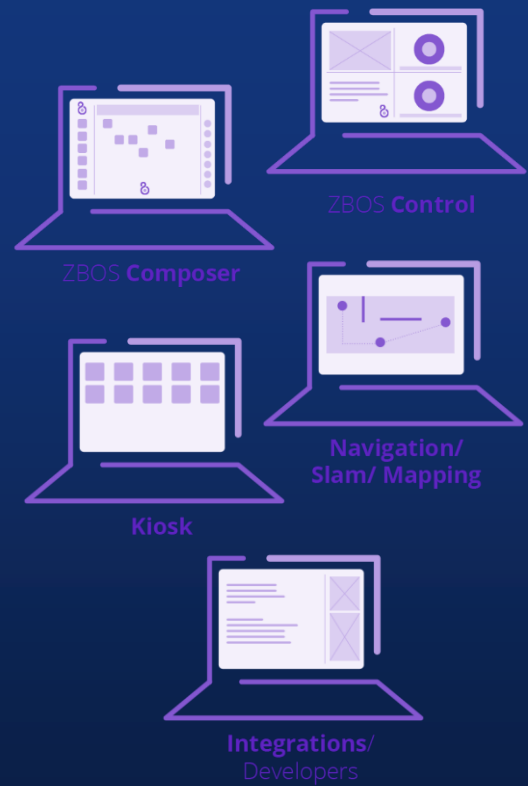 ZBOS Control
ZBOS Composer
Navigation/
Slam/ Mapping
Kiosk
Integrations/
Developers